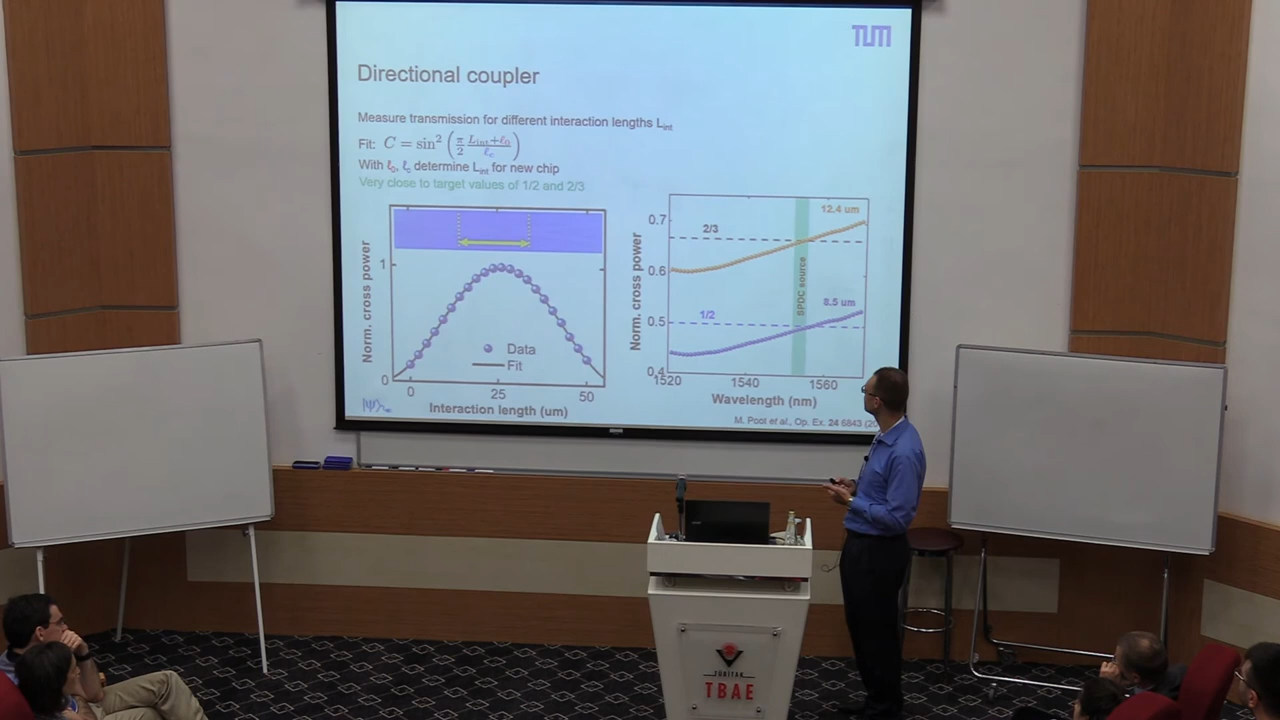 TUM
Directional coupler
Measure transmission for different interaction lengths L_int
Fit: C = sin² (π/2 (L_int + ℓ_0)/ℓ_c)
With ℓ_0, ℓ_c determine L_int for new chip
Very close to target values of 1/2 and 2/3
Norm. cross power
1
0
Data
Fit
0
25
50
Interaction length (um)
Norm. cross power
0.7
0.6
0.5
0.4
12.4 um
2/3
SPDC source
8.5 um
1/2
1520
1540
1560
Wavelength (nm)
M. Poot et al., Op. Ex. 24 6843 (20
TÜBİTAK
TBAE